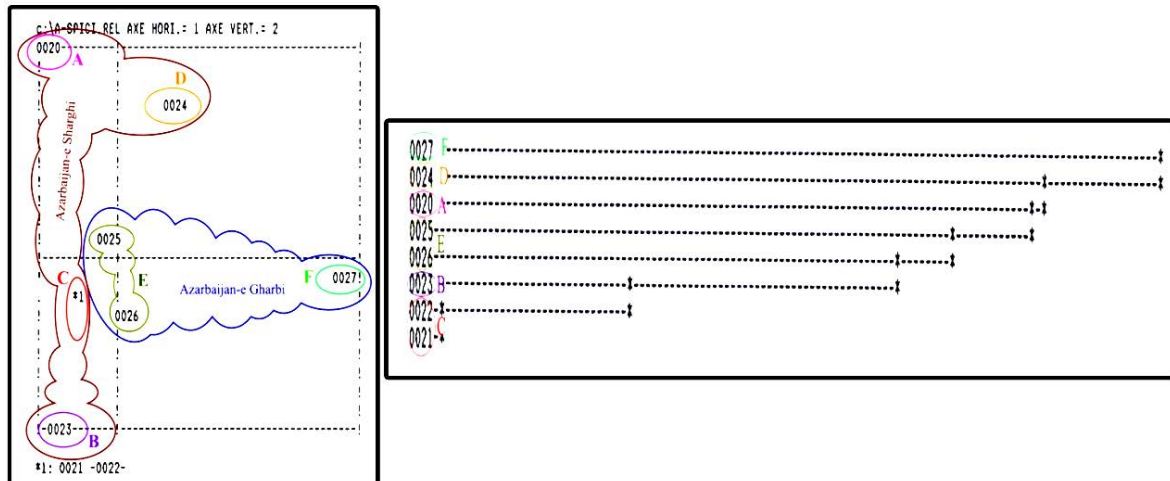 c:\A-SPICI REL AXE HORI.= 1 AXE VERT.= 2
0020
A
D
0024
Azarbaijan-e Sharghi
0025
E
C
F
0027
Azarbaijan-e Gharbi
*1
0026
-0023-
B
*1: 0021 -0022-
0027 F
0024 D
0020 A
0025
E
0026
0023 B
0022
C
0021